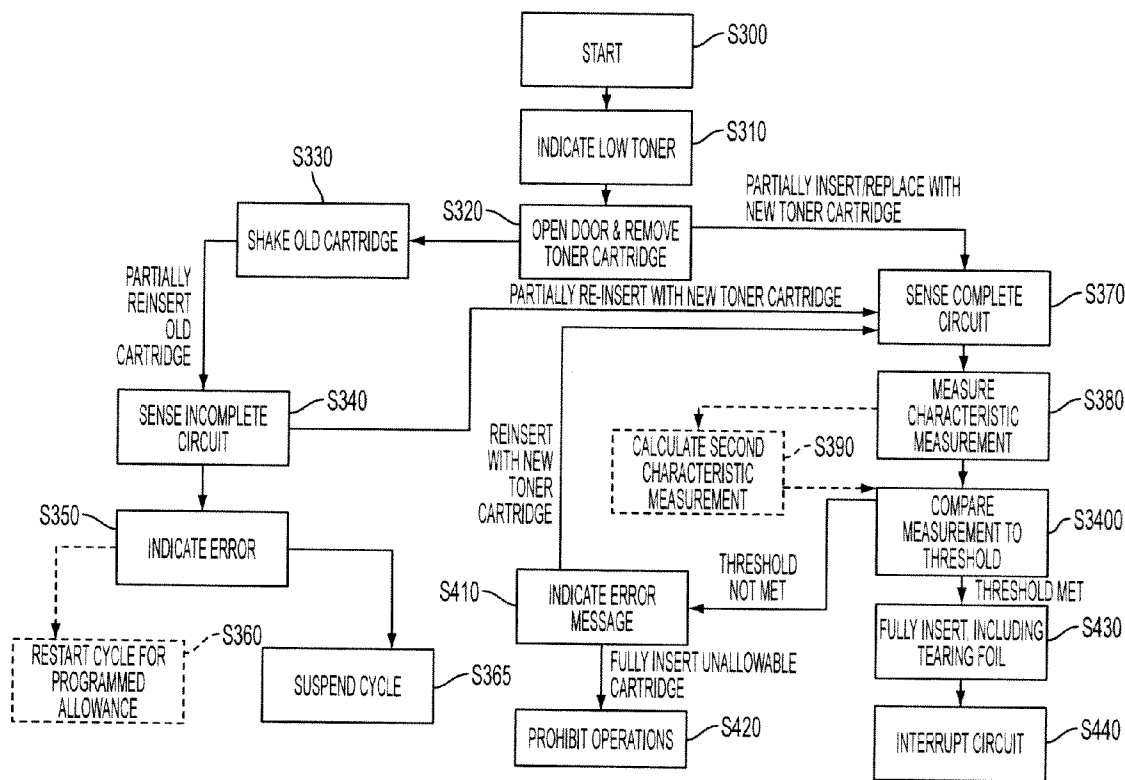 S300
START
S310
INDICATE LOW TONER
S330
SHAKE OLD CARTRIDGE
S320
OPEN DOOR & REMOVE
TONER CARTRIDGE
PARTIALLY INSERT/REPLACE WITH
NEW TONER CARTRIDGE
PARTIALLY
REINSERT
OLD
CARTRIDGE
PARTIALLY RE-INSERT WITH NEW TONER CARTRIDGE
SENSE COMPLETE
CIRCUIT
S370
SENSE INCOMPLETE
CIRCUIT
S340
REINSERT
WITH NEW
TONER
CARTRIDGE
MEASURE
CHARACTERISTIC
MEASUREMENT
S380
CALCULATE SECOND
CHARACTERISTIC
MEASUREMENT
S390
COMPARE
MEASUREMENT TO
THRESHOLD
S3400
S350
INDICATE ERROR
S410
INDICATE ERROR
MESSAGE
THRESHOLD
NOT MET
THRESHOLD MET
S360
RESTART CYCLE FOR
PROGRAMMED
ALLOWANCE
SUSPEND CYCLE
S365
FULLY INSERT UNALLOWABLE
CARTRIDGE
FULLY INSERT, INCLUDING
TEARING FOIL
S430
PROHIBIT OPERATIONS
S420
INTERRUPT CIRCUIT
S440